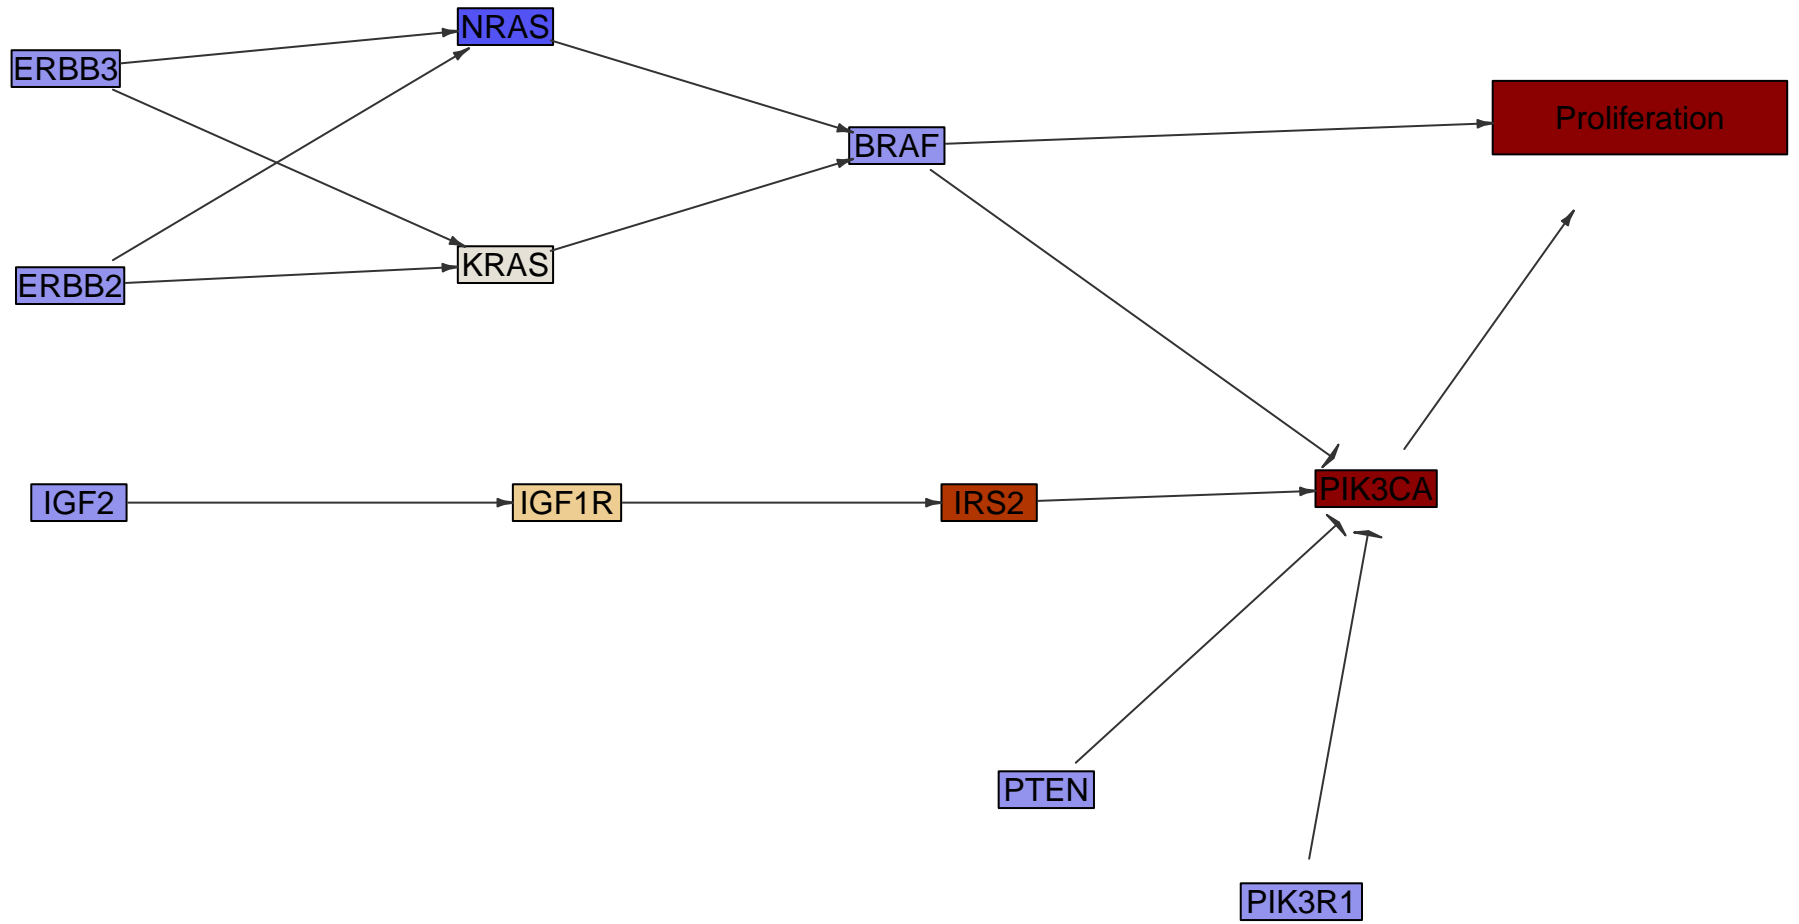 NRAS
ERBB3
Proliferation
BRAF
KRAS
ERBB2
IGF2
IGF1R
IRS2
PIK3CA
PTEN
PIK3R1